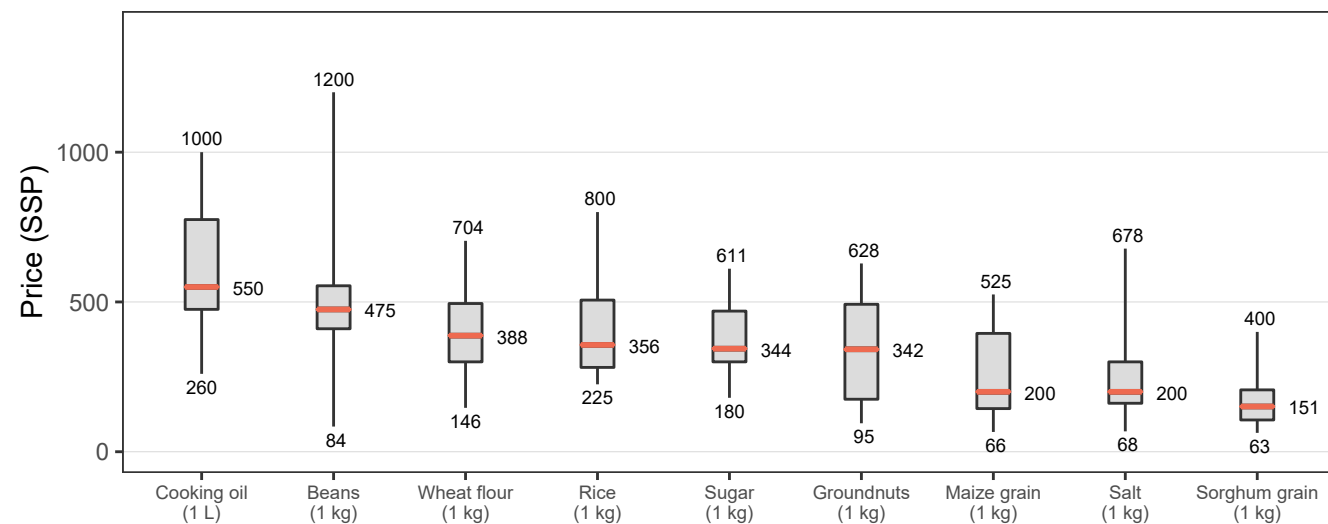 Price (SSP)
1000
500
0
1000
550
260
1200
475
84
704
388
146
800
356
225
611
344
180
628
342
95
525
200
66
678
200
68
400
151
63
Cooking oil
(1 L)
Beans
(1 kg)
Wheat flour
(1 kg)
Rice
(1 kg)
Sugar
(1 kg)
Groundnuts
(1 kg)
Maize grain
(1 kg)
Salt
(1 kg)
Sorghum grain
(1 kg)